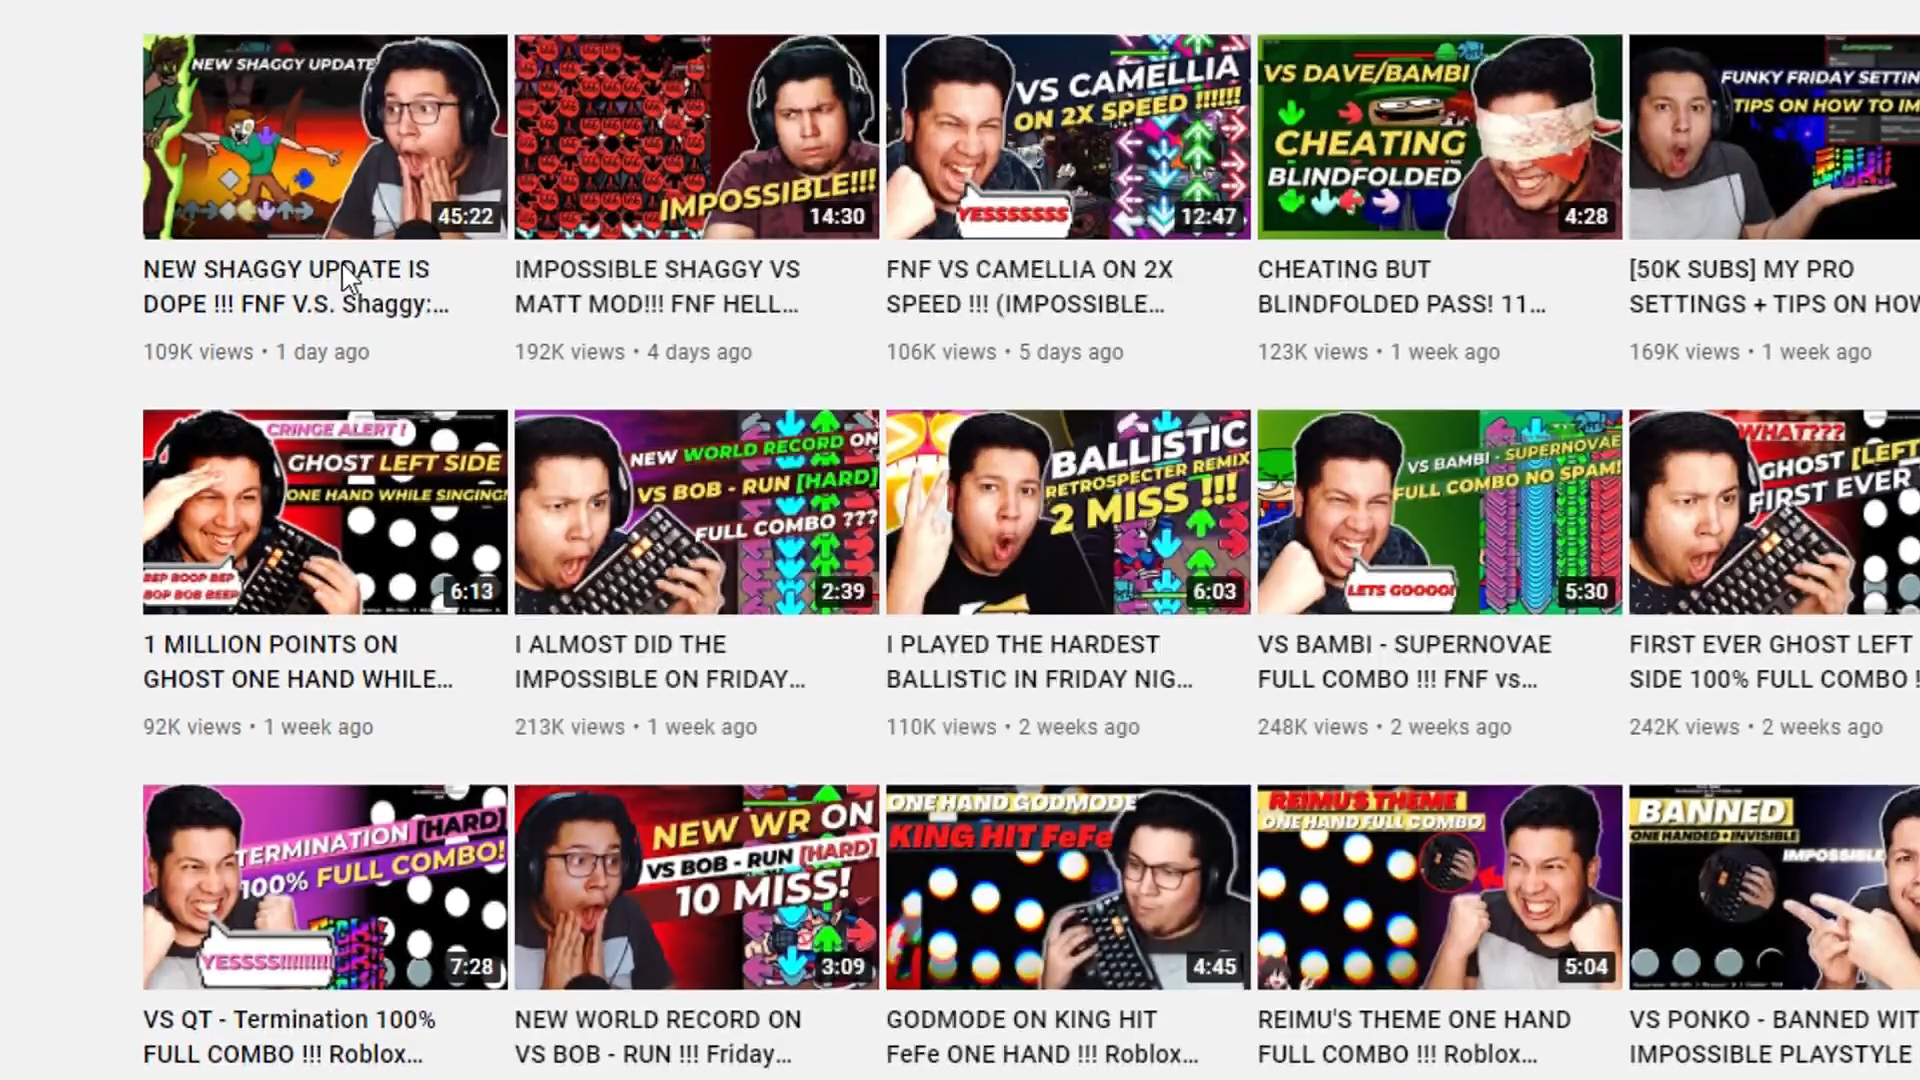 NEW SHAGGY UPDATE
45:22
IMPOSSIBLE!!!
14:30
VS CAMELLIA
ON 2X SPEED !!!!!!
YESSSSSSS
12:47
VS DAVE/BAMBI
CHEATING
BLINDFOLDED
4:28
FUNKY FRIDAY SETTIN
TIPS ON HOW TO IM
NEW SHAGGY UPDATE IS
DOPE !!! FNF V.S. Shaggy:...
109K views • 1 day ago
IMPOSSIBLE SHAGGY VS
MATT MOD!!! FNF HELL...
192K views • 4 days ago
FNF VS CAMELLIA ON 2X
SPEED !!! (IMPOSSIBLE...
106K views • 5 days ago
CHEATING BUT
BLINDFOLDED PASS! 11...
123K views • 1 week ago
[50K SUBS] MY PRO
SETTINGS + TIPS ON HOW
169K views • 1 week ago
CRINGE ALERT !
GHOST LEFT SIDE
ONE HAND WHILE SINGING!
BEP BOOP BEP
BOP BOB BEEP
6:13
NEW WORLD RECORD ON
VS BOB - RUN [HARD]
FULL COMBO ???
2:39
BALLISTIC
RETROSPECTER REMIX
2 MISS !!!
6:03
VS BAMBI - SUPERNOVAE
FULL COMBO NO SPAM!
LETS GOOOO!
5:30
WHAT???
GHOST [LEFT
FIRST EVER
1 MILLION POINTS ON
GHOST ONE HAND WHILE...
92K views • 1 week ago
I ALMOST DID THE
IMPOSSIBLE ON FRIDAY...
213K views • 1 week ago
I PLAYED THE HARDEST
BALLISTIC IN FRIDAY NIG...
110K views • 2 weeks ago
VS BAMBI - SUPERNOVAE
FULL COMBO !!! FNF vs...
248K views • 2 weeks ago
FIRST EVER GHOST LEFT
SIDE 100% FULL COMBO !
242K views • 2 weeks ago
TERMINATION [HARD]
100% FULL COMBO!
YESSSS!!!!!!!!!
7:28
NEW WR ON
VS BOB - RUN [HARD]
10 MISS!
3:09
ONE HAND GODMODE
KING HIT FeFe
4:45
REIMU'S THEME
ONE HAND FULL COMBO
5:04
BANNED
ONE HANDED + INVISIBLE
IMPOSSIBLE
VS QT - Termination 100%
FULL COMBO !!! Roblox...
NEW WORLD RECORD ON
VS BOB - RUN !!! Friday...
GODMODE ON KING HIT
FeFe ONE HAND !!! Roblox...
REIMU'S THEME ONE HAND
FULL COMBO !!! Roblox...
VS PONKO - BANNED WIT
IMPOSSIBLE PLAYSTYLE